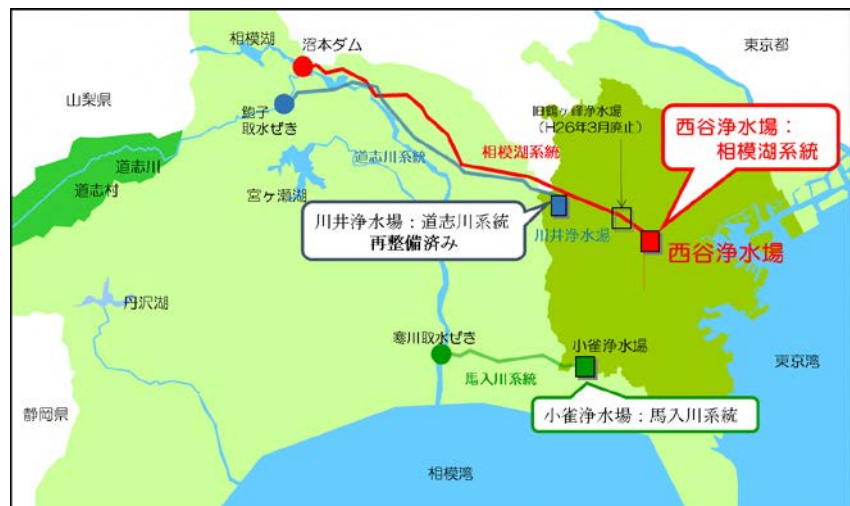 相模湖
沼本ダム
東京都
山梨県
鮑子
取水ぜき
旧鶴ヶ峰浄水場
(H26年3月廃止)
西谷浄水場:
相模湖系統
道志川
道志村
道志川系統
相模湖系統
宮ヶ瀬湖
川井浄水場:道志川系統
再整備済み
川井浄水場
西谷浄水場
丹沢湖
寒川取水ぜき
小雀浄水場
馬入川系統
東京湾
静岡県
小雀浄水場:馬入川系統
相模湾